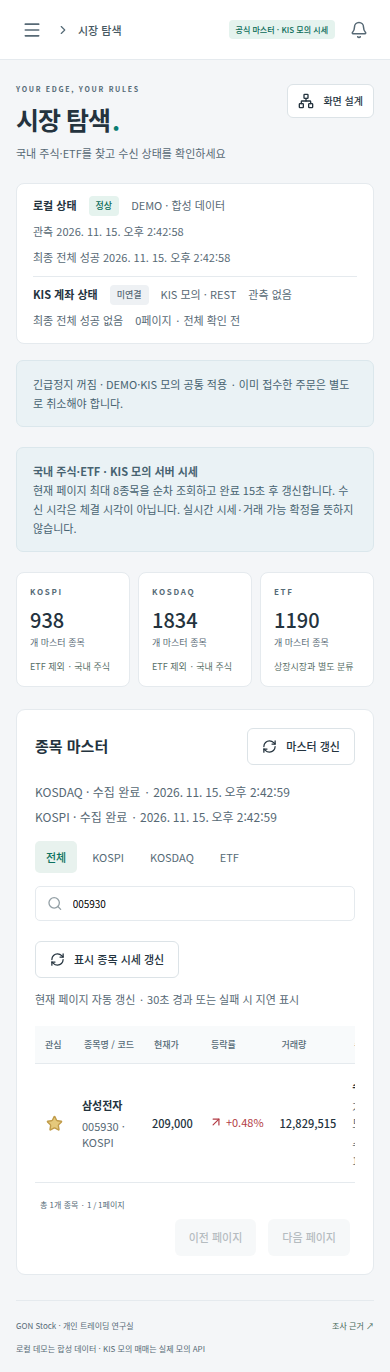 시장 탐색
공식 마스터 · KIS 모의 시세
YOUR EDGE, YOUR RULES
시장 탐색.
화면 설계
국내 주식·ETF를 찾고 수신 상태를 확인하세요
로컬 상태 정상 DEMO · 합성 데이터
관측 2026. 11. 15. 오후 2:42:58
최종 전체 성공 2026. 11. 15. 오후 2:42:58
KIS 계좌 상태 미연결 KIS 모의 · REST 관측 없음
최종 전체 성공 없음 0페이지 · 전체 확인 전
긴급정지 꺼짐 · DEMO·KIS 모의 공통 적용 · 이미 접수한 주문은 별도
로 취소해야 합니다.
국내 주식·ETF · KIS 모의 서버 시세
현재 페이지 최대 8종목을 순차 조회하고 완료 15초 후 갱신합니다. 수
신 시각은 체결 시각이 아닙니다. 실시간 시세·거래 가능 확정을 뜻하지
않습니다.
KOSPI
938
개 마스터 종목
ETF 제외 · 국내 주식
KOSDAQ
1834
개 마스터 종목
ETF 제외 · 국내 주식
ETF
1190
개 마스터 종목
상장시장과 별도 분류
종목 마스터
마스터 갱신
KOSDAQ · 수집 완료 · 2026. 11. 15. 오후 2:42:59
KOSPI · 수집 완료 · 2026. 11. 15. 오후 2:42:59
전체 KOSPI KOSDAQ ETF
005930
표시 종목 시세 갱신
현재 페이지 자동 갱신 · 30초 경과 또는 실패 시 지연 표시
관심 종목명 / 코드 현재가 등락률 거래량
삼성전자
005930 ·
KOSPI
209,000 +0.48% 12,829,515
총 1개 종목 · 1 / 1페이지
이전 페이지 다음 페이지
GON Stock · 개인 트레이딩 연구실
조사 근거 ↗
로컬 데모는 합성 데이터 · KIS 모의 매매는 실제 모의 API